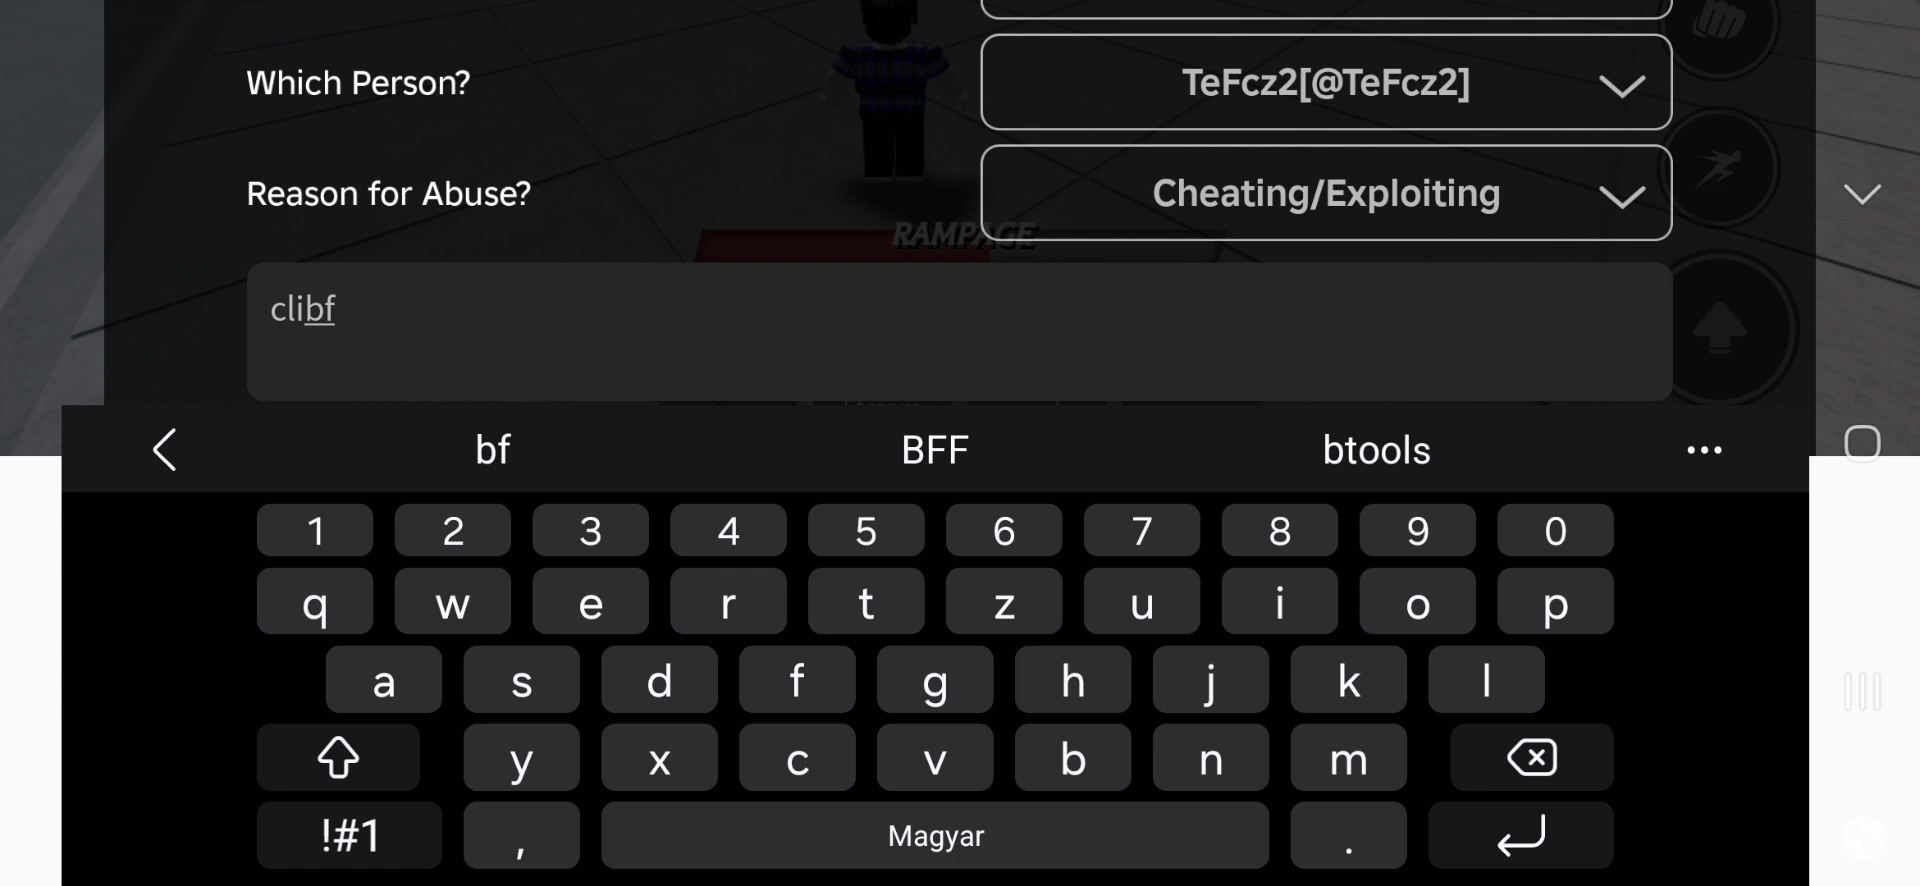 Which Person?
TeFcz2[@TeFcz2]
Reason for Abuse?
Cheating/Exploiting
RAMPAGE
clibf
bf
BFF
btools
1 2 3 4 5 6 7 8 9 0
q w e r t z u i o p
a s d f g h j k l
y x c v b n m
!#1 , Magyar .